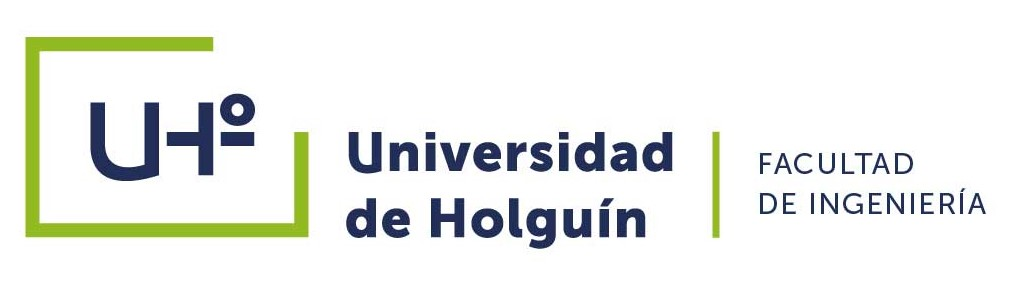 UHº
Universidad
de Holguín
FACULTAD
DE INGENIERÍA